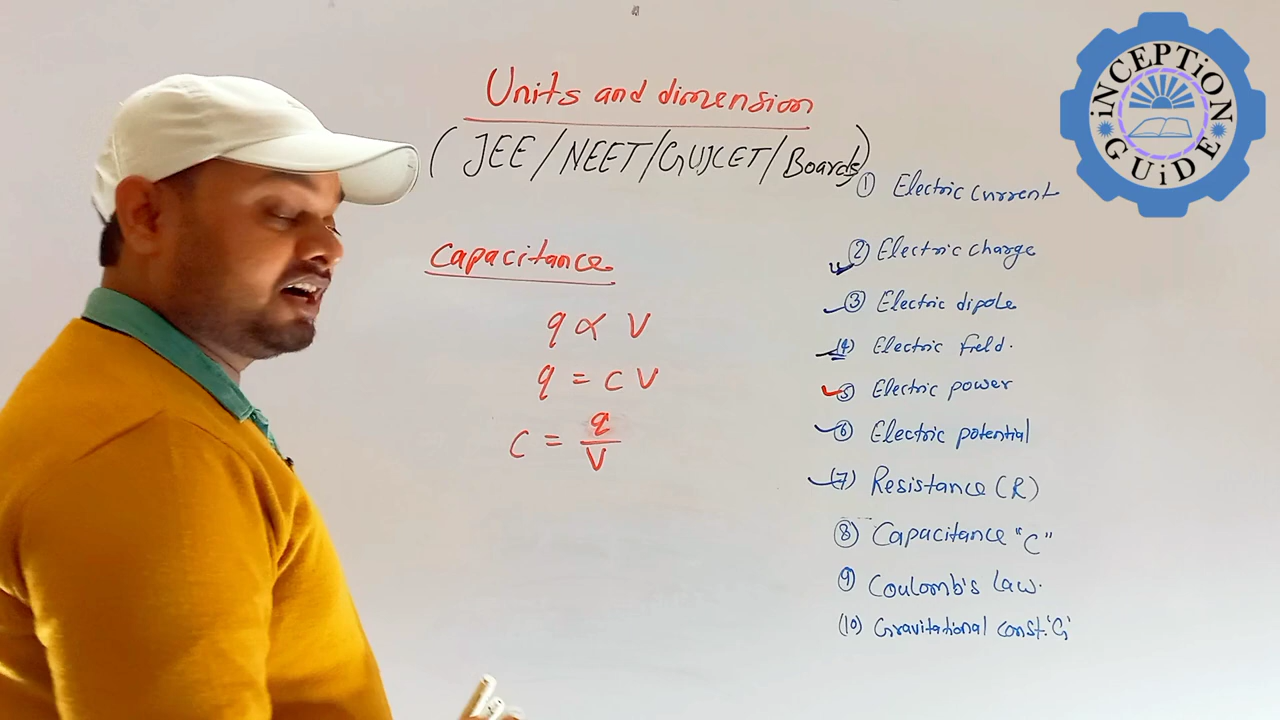 Units and dimension
(JEE/NEET/GUJCET/Boards)
Capacitance
q ∝ V
q = C V
C = q/V
① Electric current
② Electric charge
③ Electric dipole
(4) Electric field.
⑤ Electric power
⑥ Electric potential
(7) Resistance (R)
⑧ Capacitance "C"
⑨ Coulomb's Law.
(10) Gravitational const. 'G'
iNCEPTiON
GUiDE